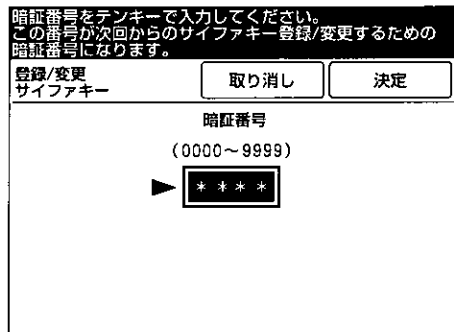 暗証番号をテンキーで入力してください。
この番号が次回からのサイファキー登録/変更するための
暗証番号になります。
登録/変更
サイファキー
取り消し
決定
暗証番号
(0000～9999)
＊＊＊＊